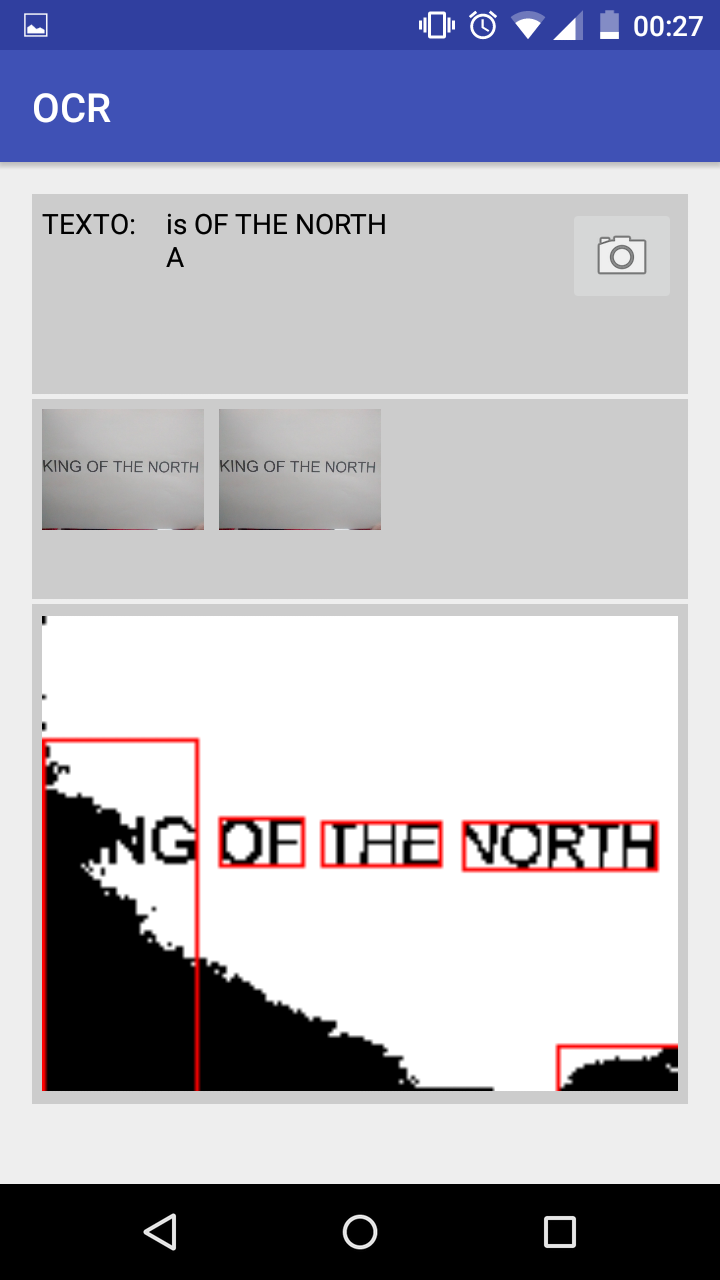 00:27
OCR
TEXTO: is OF THE NORTH
A
KING OF THE NORTH KING OF THE NORTH
NG OF THE NORTH